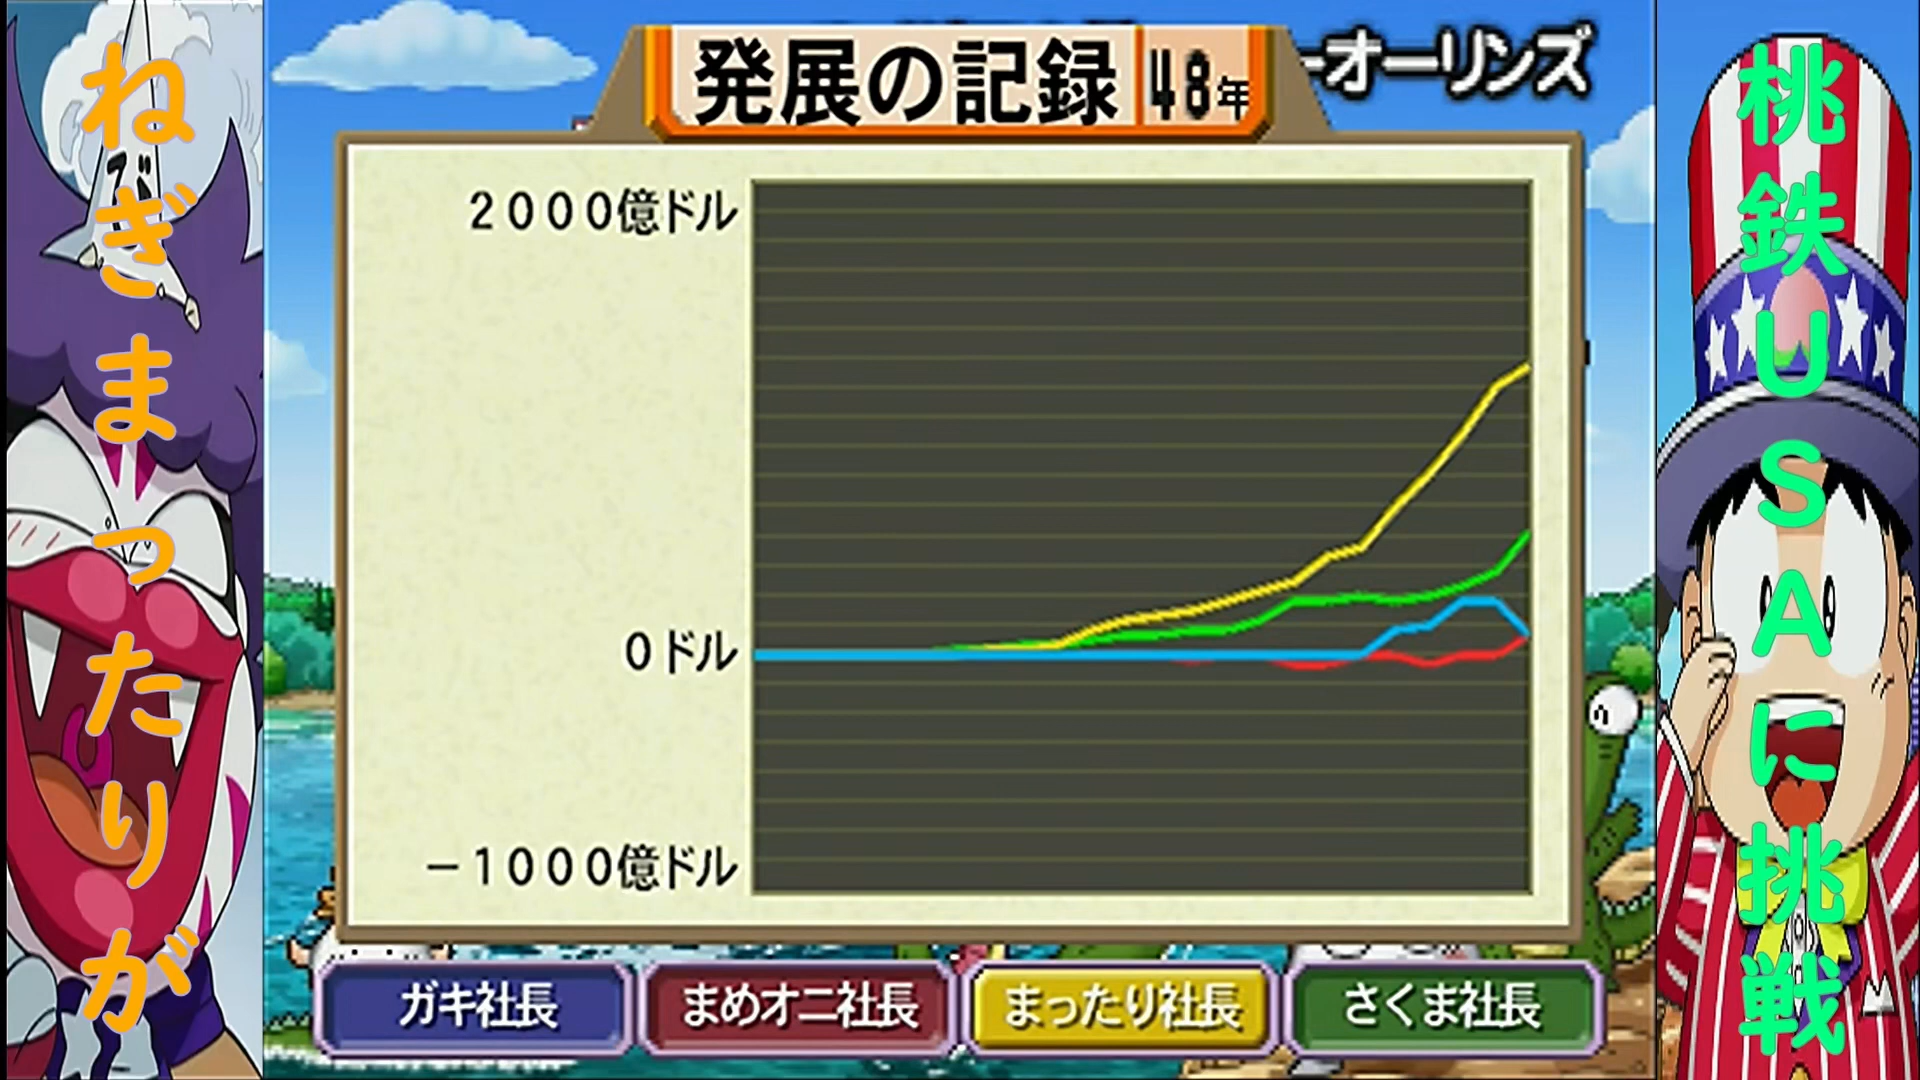 ねぎまったりが
発展の記録 48年
ーオーリンズ
2000億ドル
0ドル
−1000億ドル
ガキ社長
まめオニ社長
まったり社長
さくま社長
桃鉄USAに挑戦